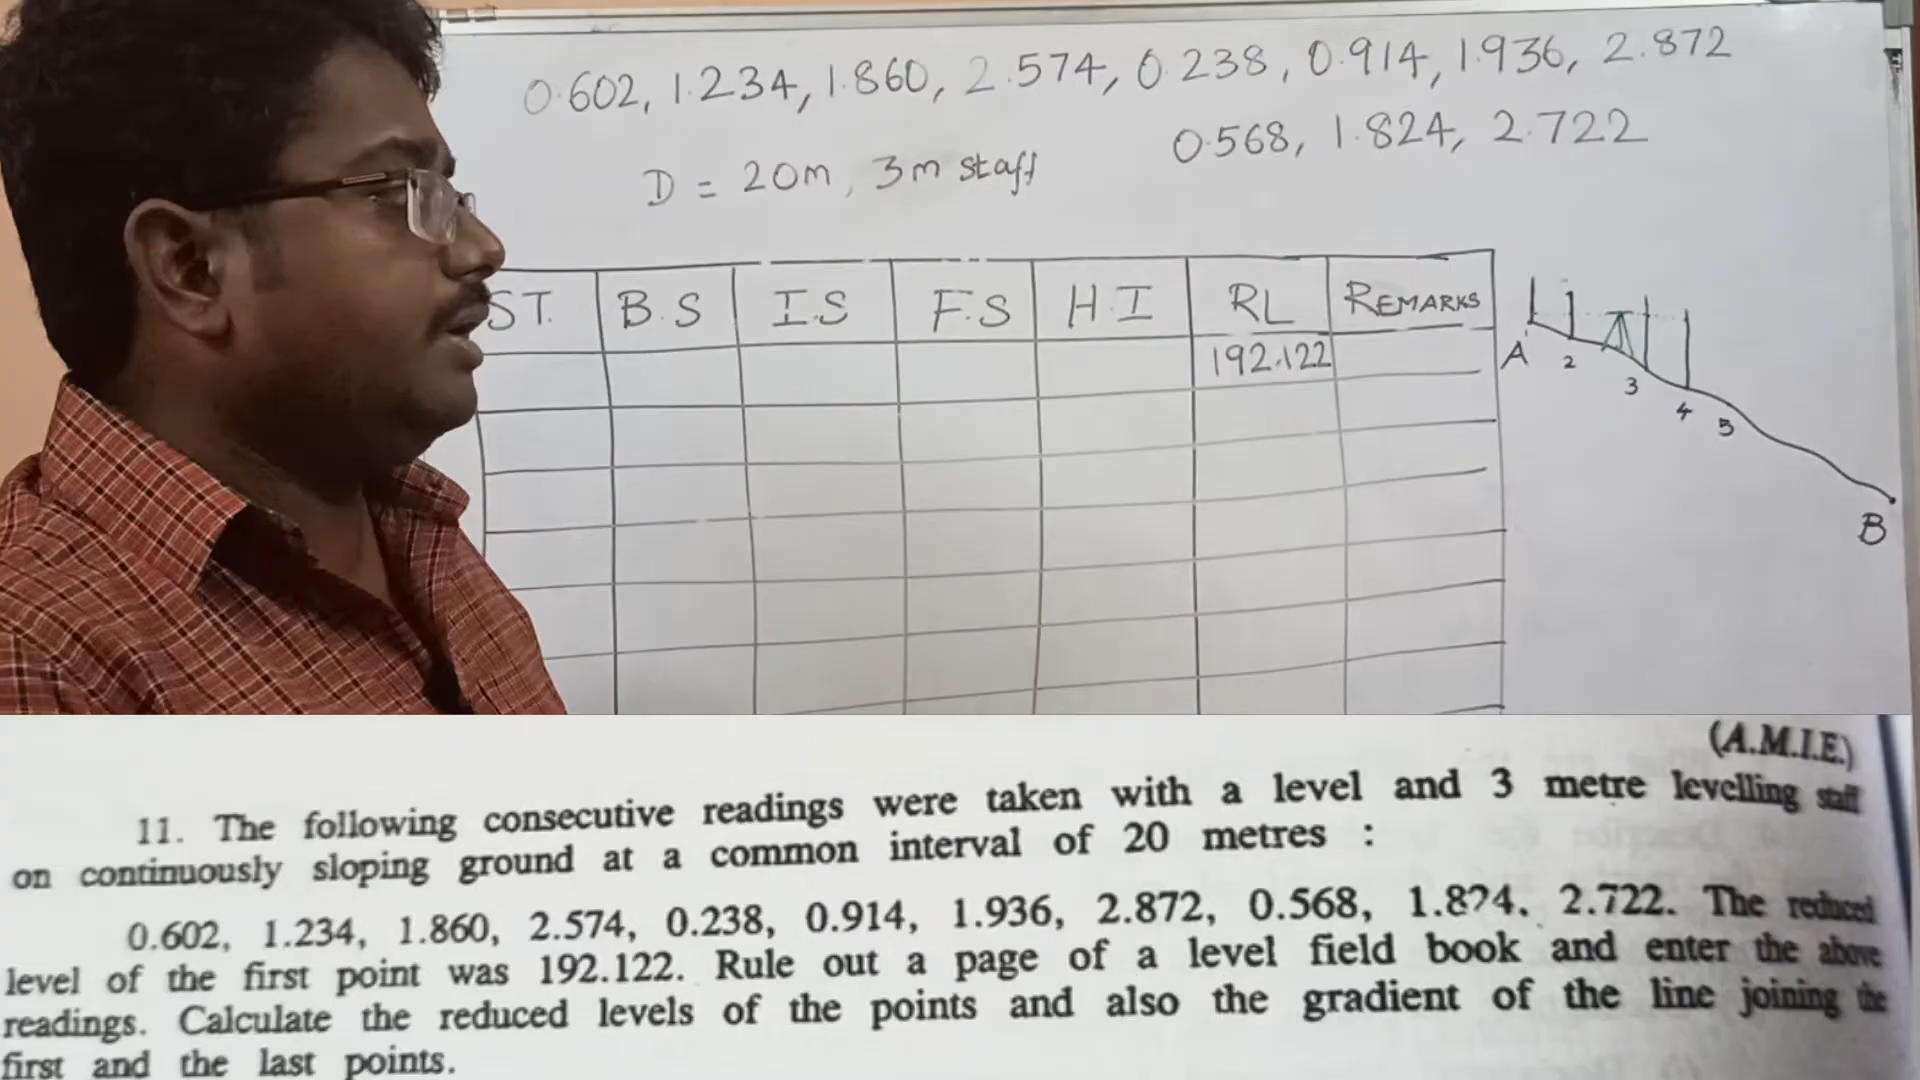 0.602, 1.234, 1.860, 2.574, 0.238, 0.914, 1.936, 2.872
0.568, 1.824, 2.722
D = 20m, 3m staff
ST. B.S I.S F.S H.I RL REMARKS
192.122
A 2 3 4 5 B
(A.M.I.E.)
11. The following consecutive readings were taken with a level and 3 metre levelling staff
on continuously sloping ground at a common interval of 20 metres :
0.602, 1.234, 1.860, 2.574, 0.238, 0.914, 1.936, 2.872, 0.568, 1.824, 2.722. The reduced
level of the first point was 192.122. Rule out a page of a level field book and enter the above
readings. Calculate the reduced levels of the points and also the gradient of the line joining the
first and the last points.